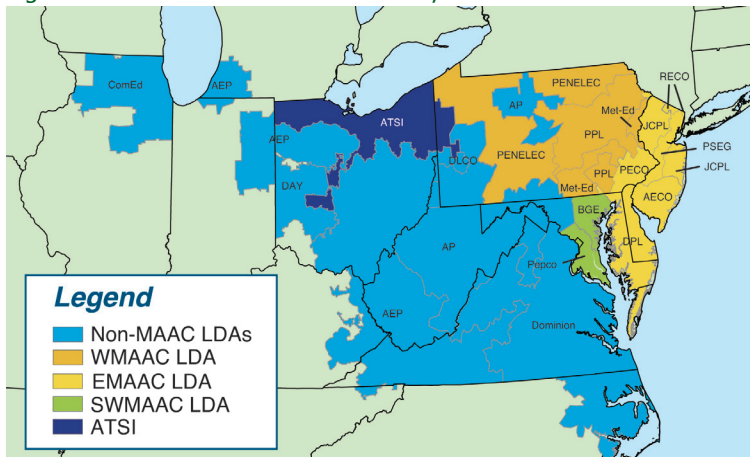 ComEd
AEP
PENELEC
RECO
AP
Met-Ed
JCPL
ATSI
PPL
PSEG
AEP
DLCO
PENELEC
PECO
JCPL
DAY
PPL
Met-Ed
AECO
BGE
DPL
AP
Pepco
AEP
Dominion
Legend
Non-MAAC LDAs
WMAAC LDA
EMAAC LDA
SWMAAC LDA
ATSI